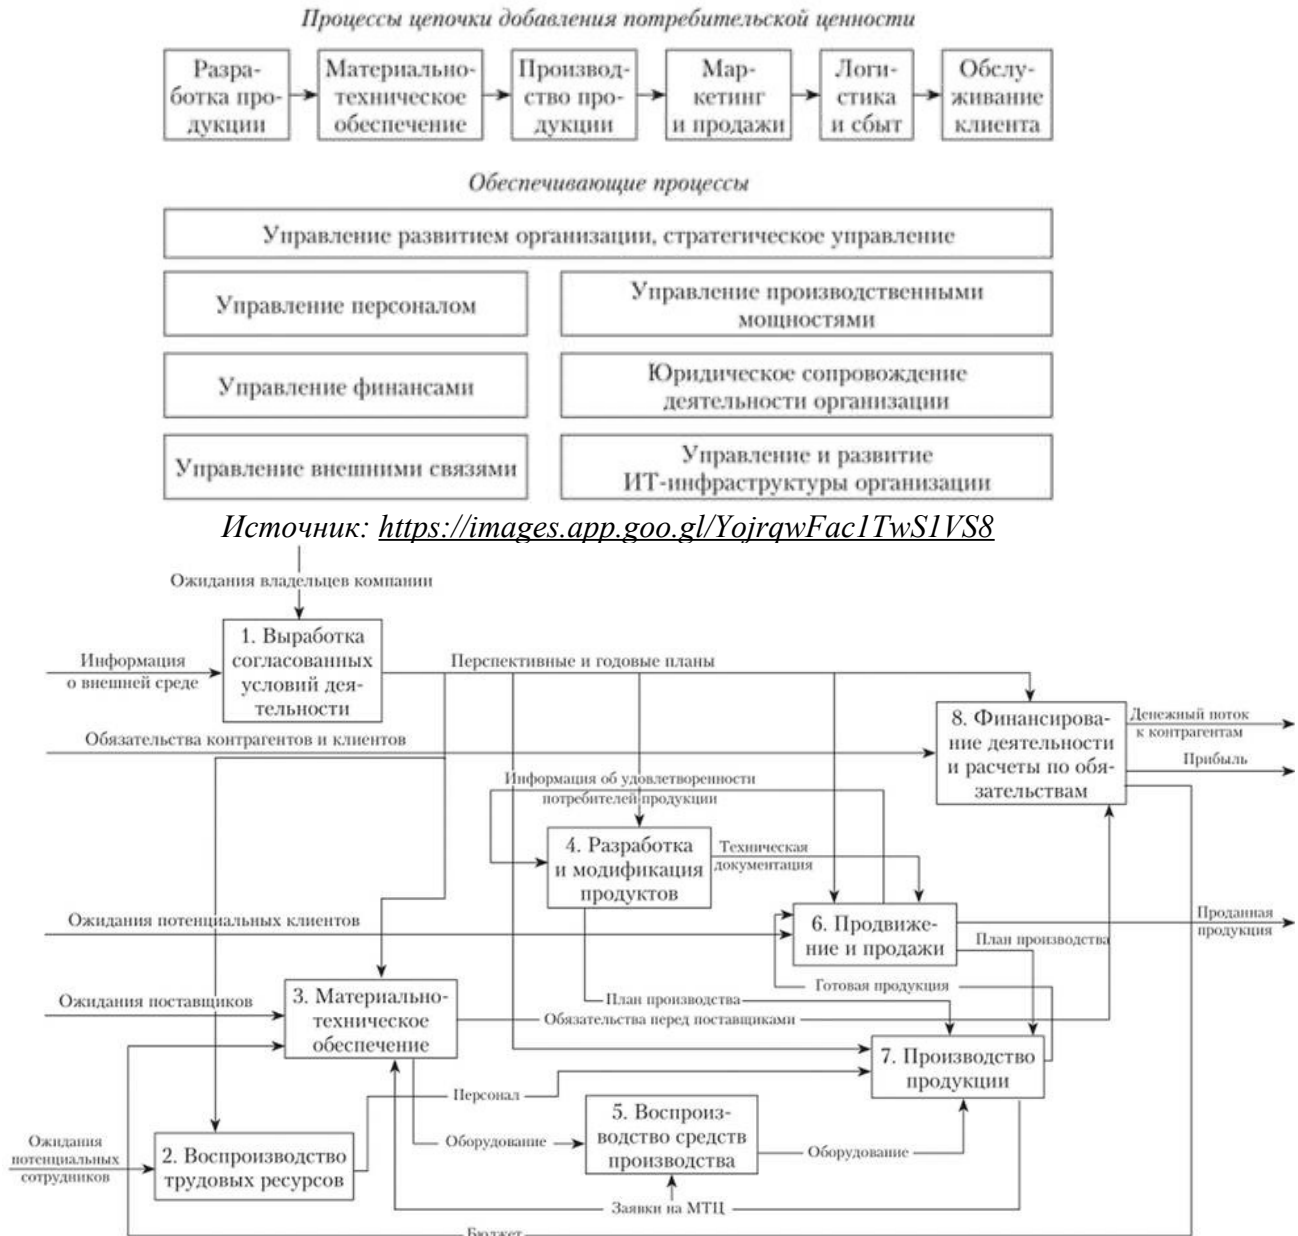 Процессы цепочки добавления потребительской ценности
Разра-
ботка про-
дукции
Материально-
техническое
обеспечение
Производ-
ство про-
дукции
Мар-
кетинг
и продажи
Логи-
стика
и сбыт
Обслу-
живание
клиента
Обеспечивающие процессы
Управление развитием организации, стратегическое управление
Управление персоналом
Управление производственными
мощностями
Управление финансами
Юридическое сопровождение
деятельности организации
Управление внешними связями
Управление и развитие
ИТ-инфраструктуры организации
Источник: https://images.app.goo.gl/YojrqwFac1TwS1VS8
Ожидания владельцев компании
1. Выработка
согласованных
условий дея-
тельности
Информация
о внешней среде
Перспективные и годовые планы
8. Финансирова-
ние деятельности
и расчеты по обя-
зательствам
Денежный поток
к контрагентам
Прибыль
Обязательства контрагентов и клиентов
Информация об удовлетворенности
потребителей продукции
4. Разработка
и модификация
продуктов
Техническая
документация
Ожидания потенциальных клиентов
6. Продвиже-
ние и продажи
Проданная
продукция
План производства
Готовая продукция
Ожидания поставщиков
3. Материально-
техническое
обеспечение
План производства
Обязательства перед поставщиками
7. Производство
продукции
Персонал
5. Воспроиз-
водство средств
производства
Оборудование
Оборудование
Ожидания
потенциальных
сотрудников
2. Воспроизводство
трудовых ресурсов
Заявки на МТЦ
Бюджет